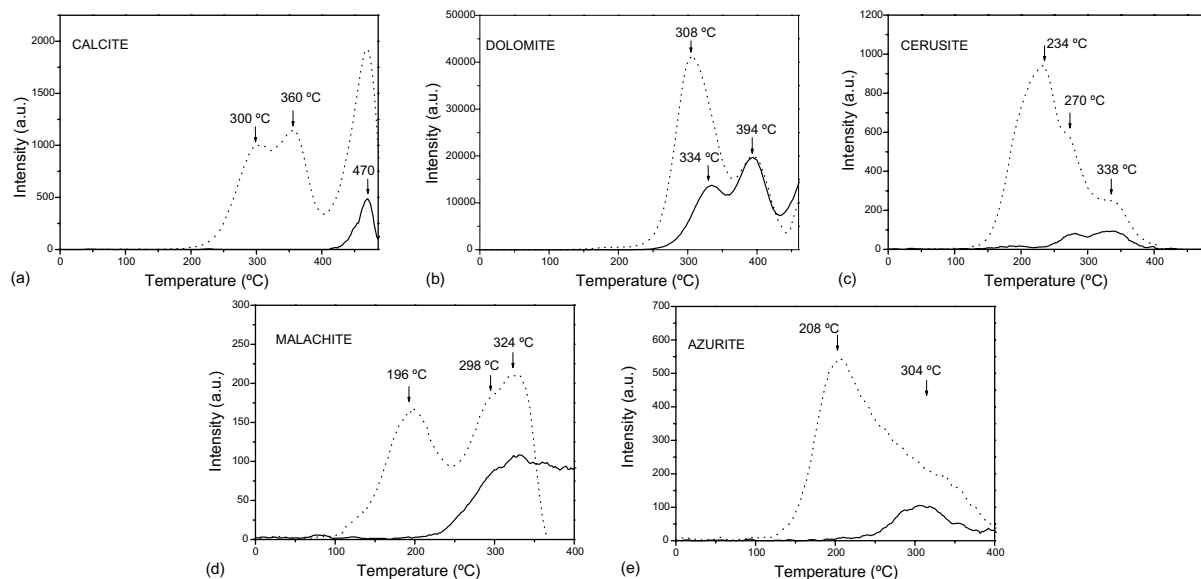 CALCITE
2000
1500
1000
500
0
Intensity (a.u.)
300 ºC
360 ºC
470
0
100
200
300
400
Temperature (ºC)
(a)
DOLOMITE
50000
40000
30000
20000
10000
0
Intensity (a.u.)
308 ºC
334 ºC
394 ºC
0
100
200
300
400
Temperature (ºC)
(b)
CERUSITE
1200
1000
800
600
400
200
0
Intensity (a.u.)
234 ºC
270 ºC
338 ºC
0
100
200
300
400
Temperature (ºC)
(c)
MALACHITE
300
250
200
150
100
50
0
Intensity (a.u.)
196 ºC
298 ºC
324 ºC
0
100
200
300
400
Temperature (ºC)
(d)
AZURITE
700
600
500
400
300
200
100
0
Intensity (a.u.)
208 ºC
304 ºC
0
100
200
300
400
Temperature (ºC)
(e)